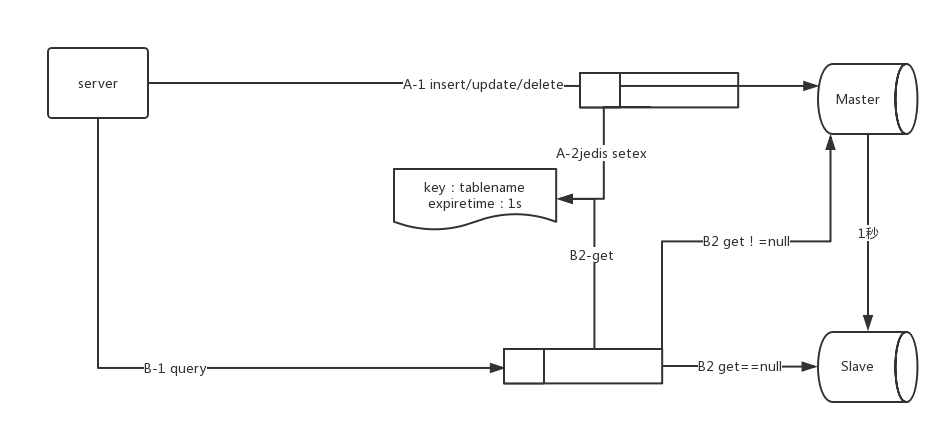 server
A-1 insert/update/delete
Master
A-2jedis setex
key : tablename
expiretime : 1s
B2 get ! =null
1秒
B2-get
B-1 query
B2 get==null
Slave